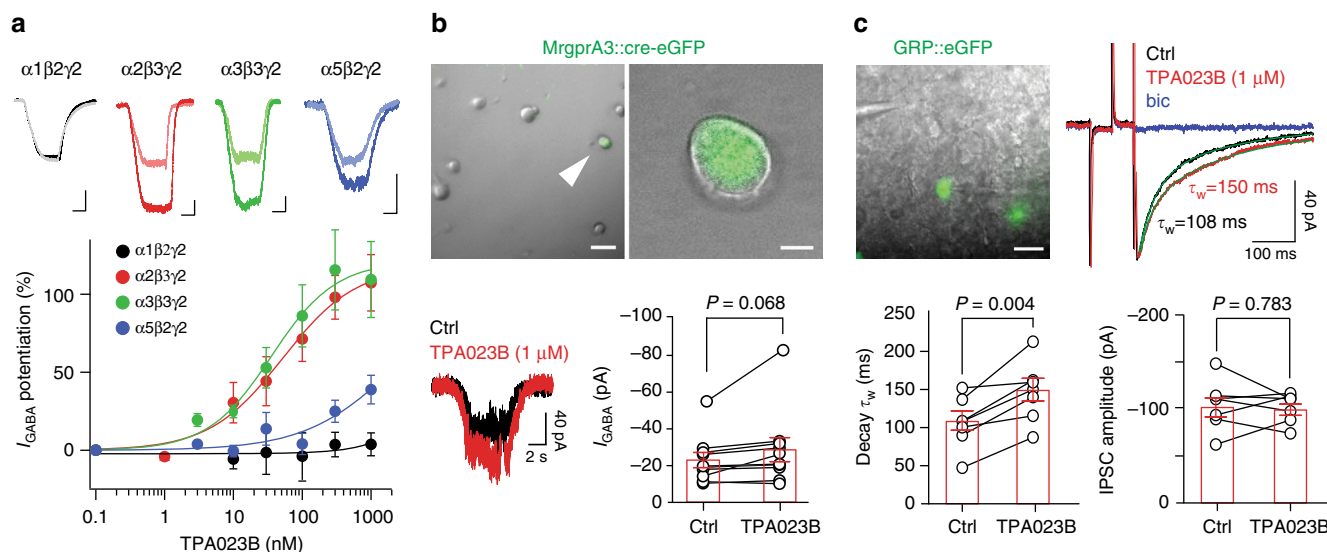 a
α1β2γ2
α2β3γ2
α3β3γ2
α5β2γ2
α1β2γ2
α2β3γ2
α3β3γ2
α5β2γ2
I_GABA potentiation (%)
100
50
0
0.1
1
10
100
1000
TPA023B (nM)
b
MrgprA3::cre-eGFP
Ctrl
TPA023B (1 μM)
40 pA
2 s
P = 0.068
I_GABA (pA)
–100
–80
–60
–40
–20
0
Ctrl
TPA023B
c
GRP::eGFP
Ctrl
TPA023B (1 μM)
bic
τw=150 ms
τw=108 ms
40 pA
100 ms
P = 0.004
Decay τw (ms)
250
200
150
100
50
0
Ctrl
TPA023B
P = 0.783
IPSC amplitude (pA)
–200
–100
0
Ctrl
TPA023B